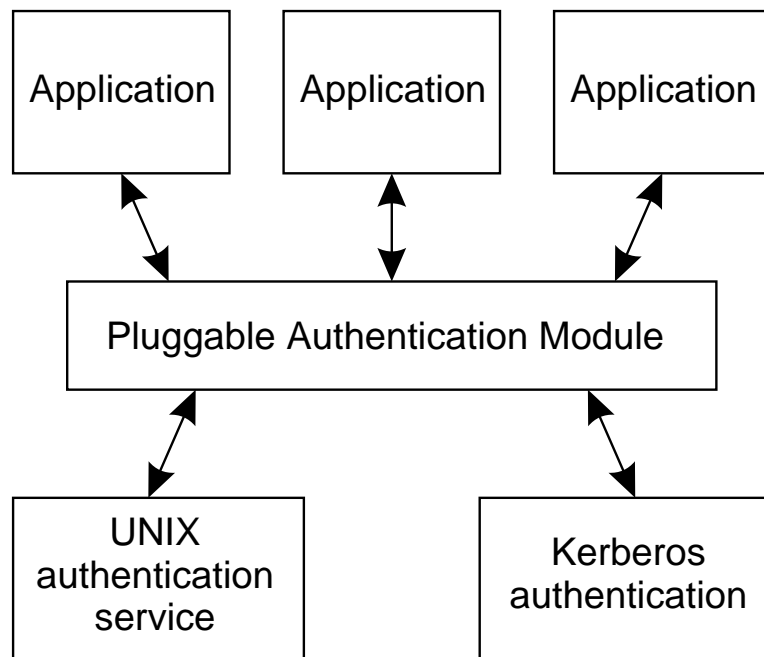 Application
Application
Application
Pluggable Authentication Module
UNIX
authentication
service
Kerberos
authentication